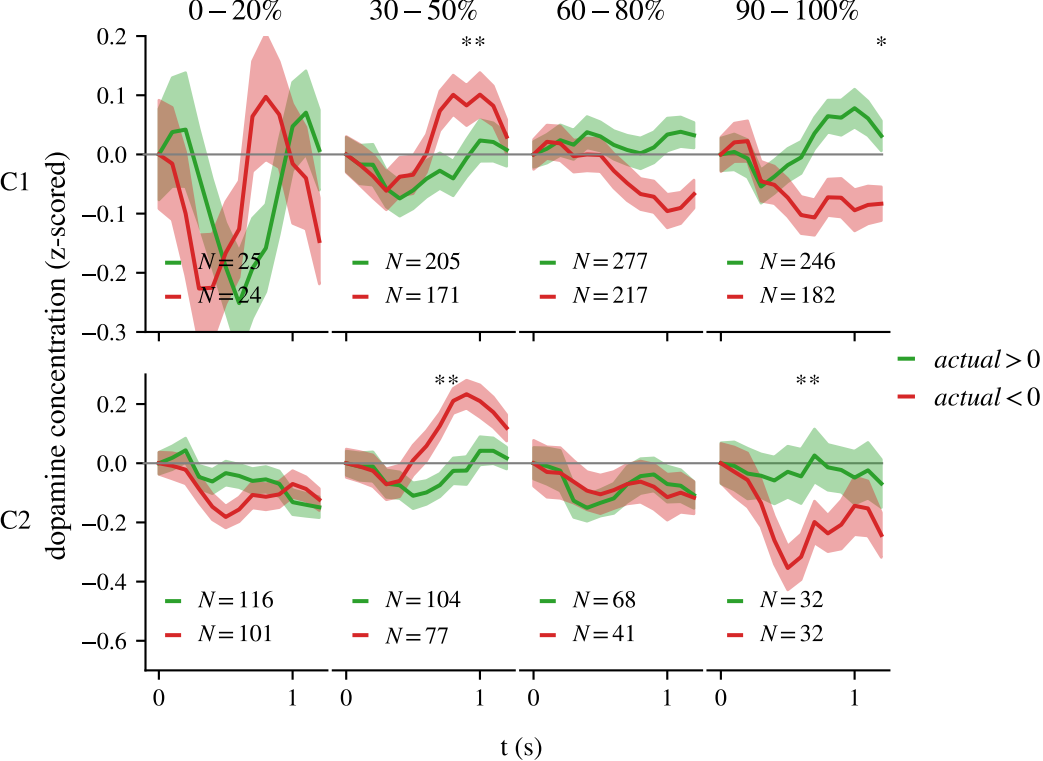 0−20% 30−50% 60−80% 90−100%
** *
0.2
0.1
0.0
−0.1
−0.2
−0.3
C1
N=25 N=205 N=277 N=246
N=24 N=171 N=217 N=182
dopamine concentration (z-scored)
actual>0
actual<0
** **
0.2
0.0
−0.2
−0.4
−0.6
C2
N=116 N=104 N=68 N=32
N=101 N=77 N=41 N=32
0 1 0 1 0 1 0 1
t (s)